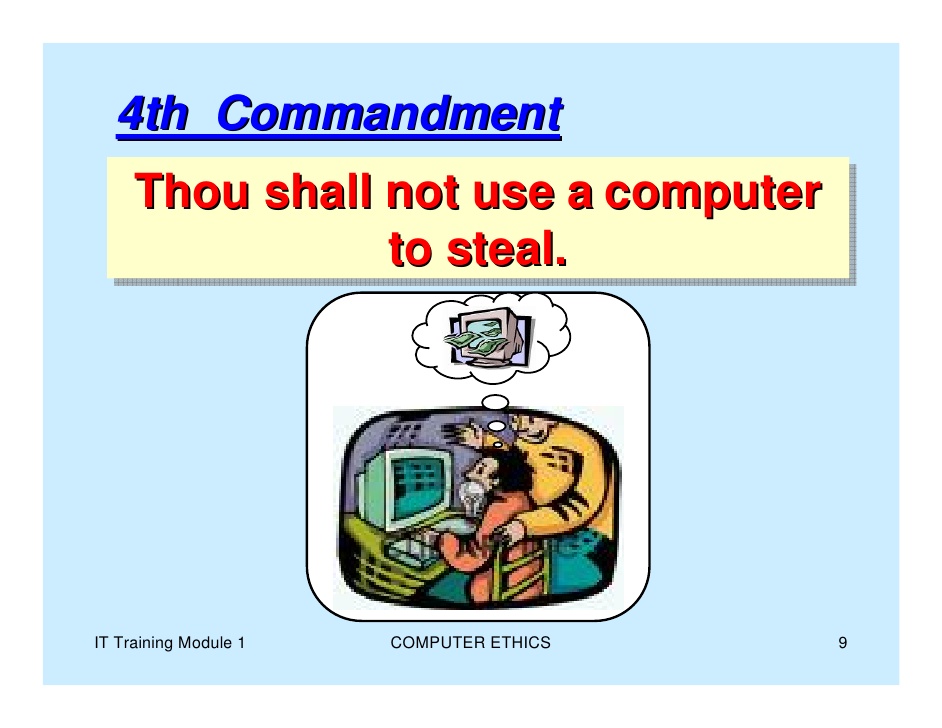 4th Commandment
Thou shall not use a computer
to steal.
IT Training Module 1
COMPUTER ETHICS
9